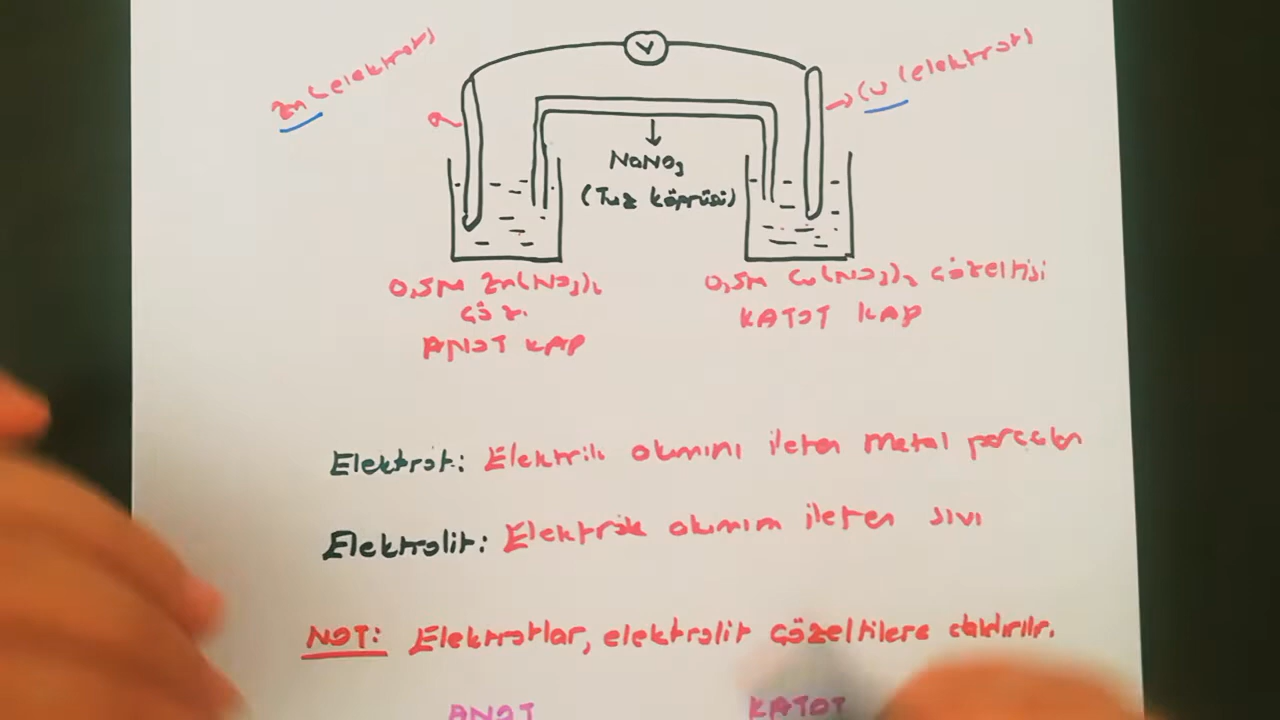 V
Zn (elektrot)
→ Cu (elektrot)
NaNO3
(Tuz köprüsü)
0,5M Zn(NO3)2
çöz.
ANOT KAP
0,5M Cu(NO3)2 çözeltisi
KATOT KAP
Elektrot: Elektrik akımını ileten metal parçaları
Elektrolit: Elektrik akımını ileten sıvı
NOT: Elektrotlar, elektrolit çözeltilere daldırılır.
ANOT KATOT